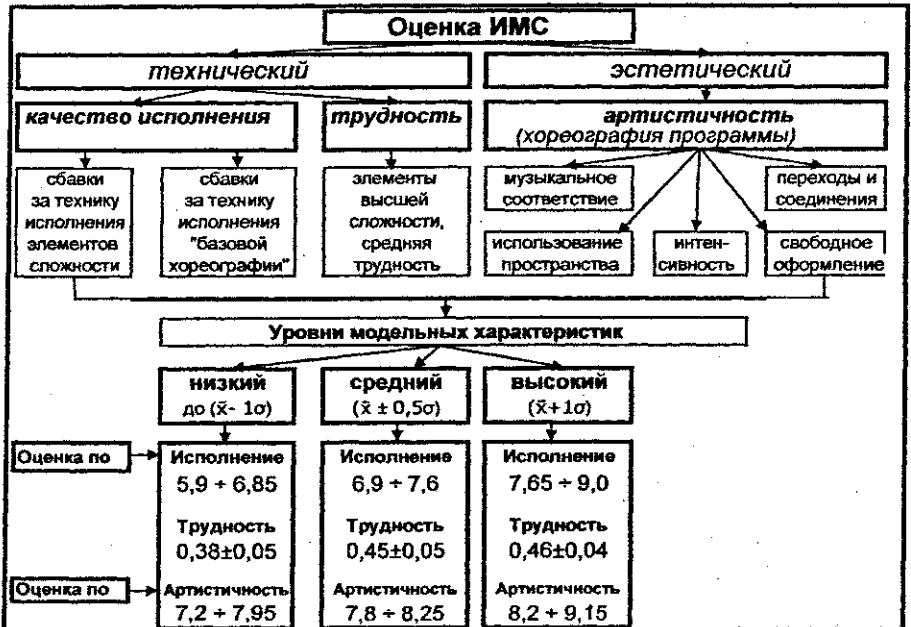 Оценка ИМС
технический
эстетический
качество исполнения
трудность
артистичность
(хореография программы)
сбавки
за технику
исполнения
элементов
сложности
сбавки
за технику
исполнения
"базовой
хореографии"
элементы
высшей
сложности,
средняя
трудность
музыкальное
соответствие
переходы и
соединения
использование
пространства
интен-
сивность
свободное
оформление
Уровни модельных характеристик
низкий
до (x̄- 1σ)
средний
(x̄ ± 0,5σ)
высокий
(x̄+1σ)
Оценка по
Исполнение
5,9 ÷ 6,85
Трудность
0,38±0,05
Оценка по
Артистичность
7,2 ÷ 7,95
Исполнение
6,9 ÷ 7,6
Трудность
0,45±0,05
Артистичность
7,8 ÷ 8,25
Исполнение
7,65 ÷ 9,0
Трудность
0,46±0,04
Артистичность
8,2 ÷ 9,15